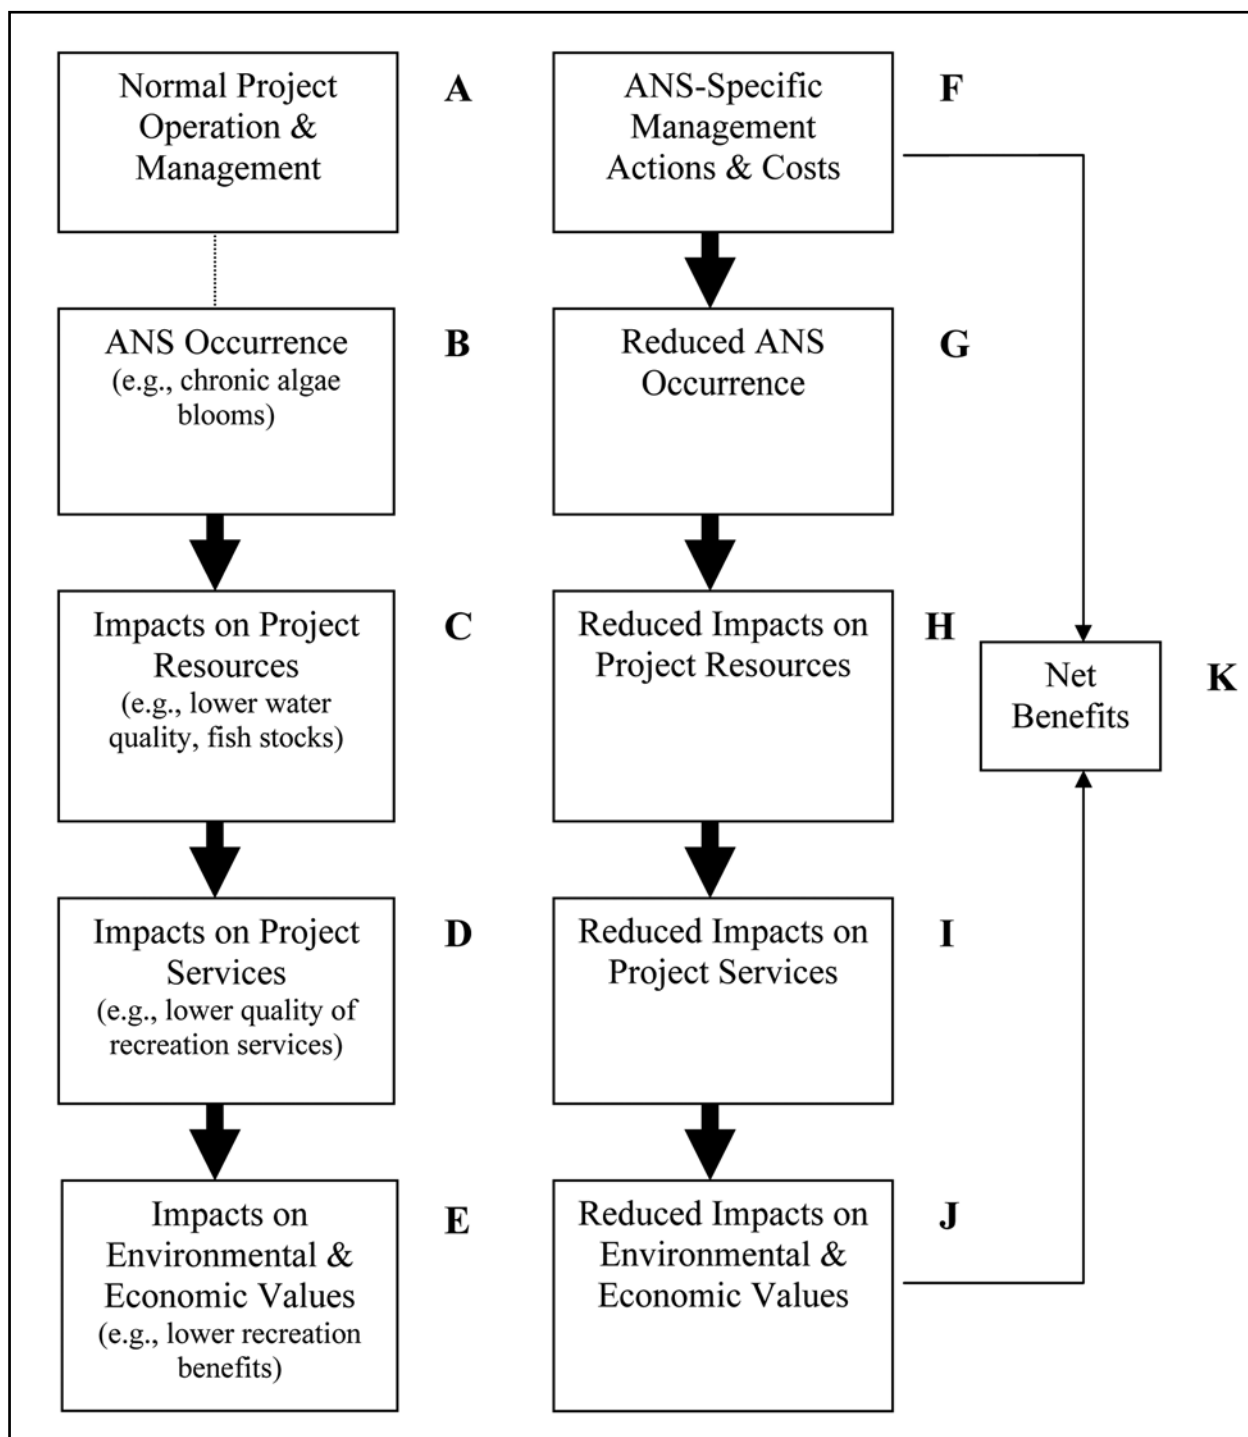 Normal Project
Operation &
Management
A
ANS Occurrence
(e.g., chronic algae
blooms)
B
Impacts on Project
Resources
(e.g., lower water
quality, fish stocks)
C
Impacts on Project
Services
(e.g., lower quality of
recreation services)
D
Impacts on
Environmental &
Economic Values
(e.g., lower recreation
benefits)
E
ANS-Specific
Management
Actions & Costs
F
Reduced ANS
Occurrence
G
Reduced Impacts on
Project Resources
H
Reduced Impacts on
Project Services
I
Reduced Impacts on
Environmental &
Economic Values
J
Net
Benefits
K